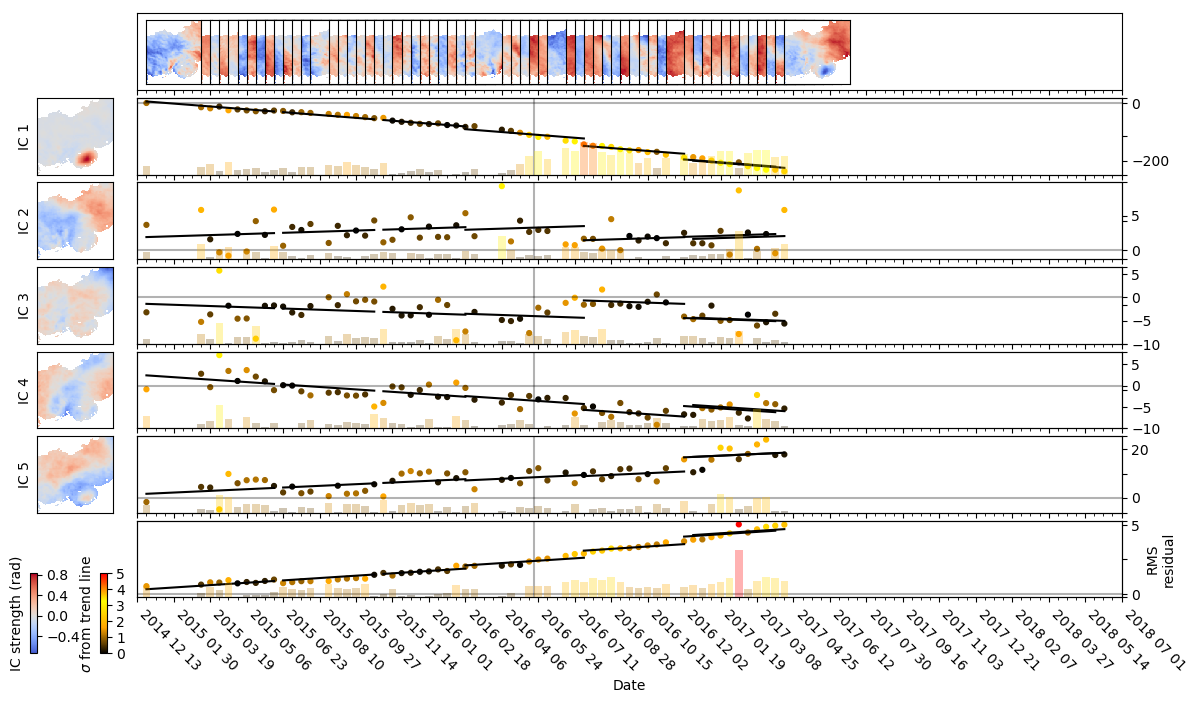 IC 1
0
−200
IC 2
5
0
IC 3
5
0
−5
−10
IC 4
5
0
−5
−10
IC 5
20
0
5
0
RMS
residual
IC strength (rad)
0.8
0.4
0.0
−0.4
σ from trend line
5
4
3
2
1
0
2014 12 13
2015 01 30
2015 03 19
2015 05 06
2015 06 23
2015 08 10
2015 09 27
2015 11 14
2016 01 01
2016 02 18
2016 04 06
2016 05 24
2016 07 11
2016 08 28
2016 10 15
2016 12 02
2017 01 19
2017 03 08
2017 04 25
2017 06 12
2017 07 30
2017 09 16
2017 11 03
2017 12 21
2018 02 07
2018 03 27
2018 05 14
2018 07 01
Date